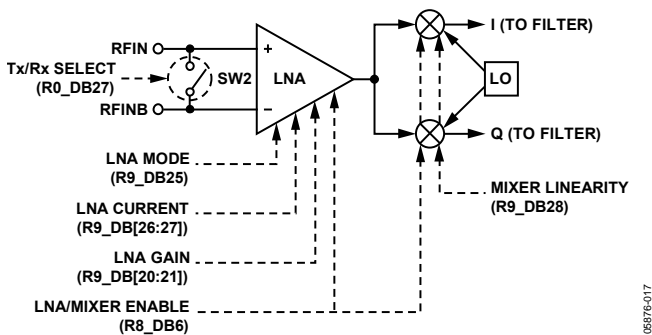 RFIN
I (TO FILTER)
Tx/Rx SELECT
(R0_DB27)
SW2
+
LNA
–
LO
RFINB
Q (TO FILTER)
LNA MODE
(R9_DB25)
MIXER LINEARITY
(R9_DB28)
LNA CURRENT
(R9_DB[26:27])
LNA GAIN
(R9_DB[20:21])
LNA/MIXER ENABLE
(R8_DB6)
05876-017